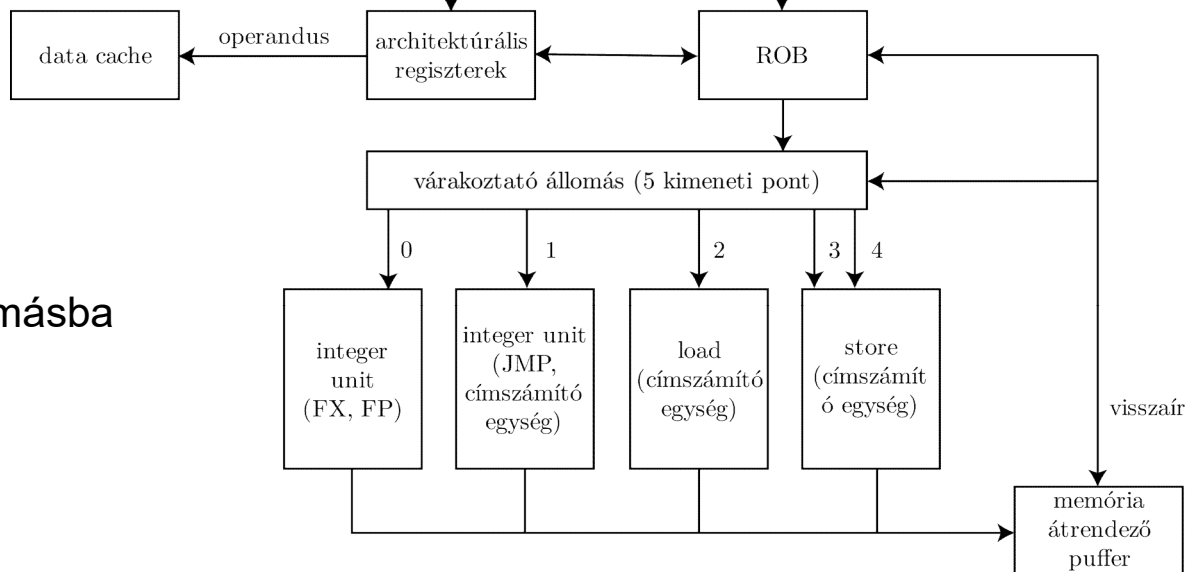 operandus
data cache
architektúrális
regiszterek
ROB
várakoztató állomás (5 kimeneti pont)
0
1
2
3
4
másba
integer
unit
(FX, FP)
integer unit
(JMP,
címszámító
egység)
load
(címszámító
egység)
store
(címszámít
ó egység)
visszaír
memória
átrendező
puffer